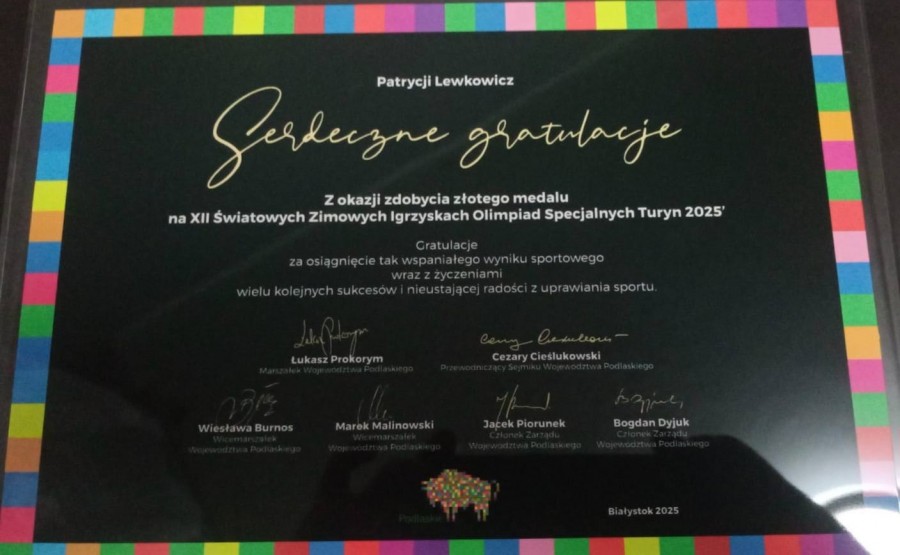 Patrycji Lewkowicz
Serdeczne gratulacje
Z okazji zdobycia złotego medalu
na XII Światowych Zimowych Igrzyskach Olimpiad Specjalnych Turyn 2025'
Gratulacje
za osiągnięcie tak wspaniałego wyniku sportowego
wraz z życzeniami
wielu kolejnych sukcesów i nieustającej radości z uprawiania sportu.
Łukasz Prokorym
Marszałek Województwa Podlaskiego
Cezary Cieślukowski
Przewodniczący Sejmiku Województwa Podlaskiego
Wiesława Burnos
Wicemarszałek
Województwa Podlaskiego
Marek Malinowski
Wicemarszałek
Województwa Podlaskiego
Jacek Piorunek
Członek Zarządu
Województwa Podlaskiego
Bogdan Dyjuk
Członek Zarządu
Województwa Podlaskiego
Podlaskie
Białystok 2025